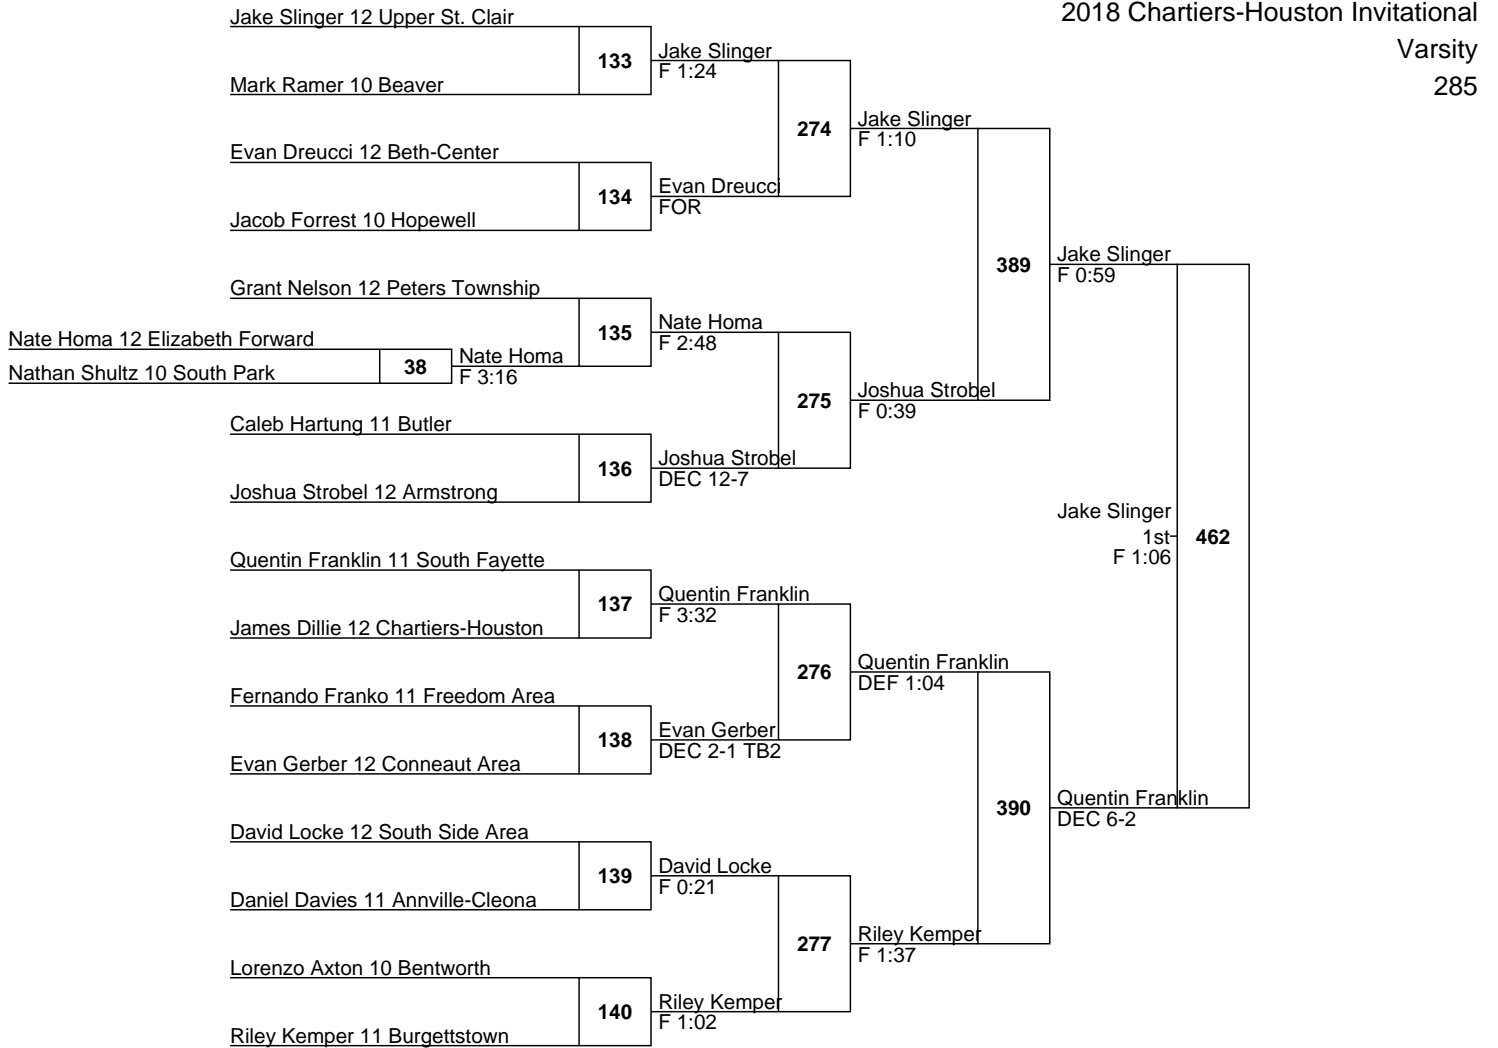 2018 Chartiers-Houston Invitational
Varsity
285
Jake Slinger 12 Upper St. Clair
133
Mark Ramer 10 Beaver
Jake Slinger
F 1:24
274
Evan Dreucci 12 Beth-Center
134
Jacob Forrest 10 Hopewell
Evan Dreucci
FOR
Jake Slinger
F 1:10
389
Grant Nelson 12 Peters Township
135
Nate Homa 12 Elizabeth Forward
38
Nathan Shultz 10 South Park
Nate Homa
F 3:16
Nate Homa
F 2:48
275
Caleb Hartung 11 Butler
136
Joshua Strobel 12 Armstrong
Joshua Strobel
DEC 12-7
Joshua Strobel
F 0:39
Jake Slinger
F 0:59
Jake Slinger
1st
F 1:06
462
Quentin Franklin 11 South Fayette
137
James Dillie 12 Chartiers-Houston
Quentin Franklin
F 3:32
276
Fernando Franko 11 Freedom Area
138
Evan Gerber 12 Conneaut Area
Evan Gerber
DEC 2-1 TB2
Quentin Franklin
DEF 1:04
390
Quentin Franklin
DEC 6-2
David Locke 12 South Side Area
139
Daniel Davies 11 Annville-Cleona
David Locke
F 0:21
277
Lorenzo Axton 10 Bentworth
140
Riley Kemper 11 Burgettstown
Riley Kemper
F 1:02
Riley Kemper
F 1:37